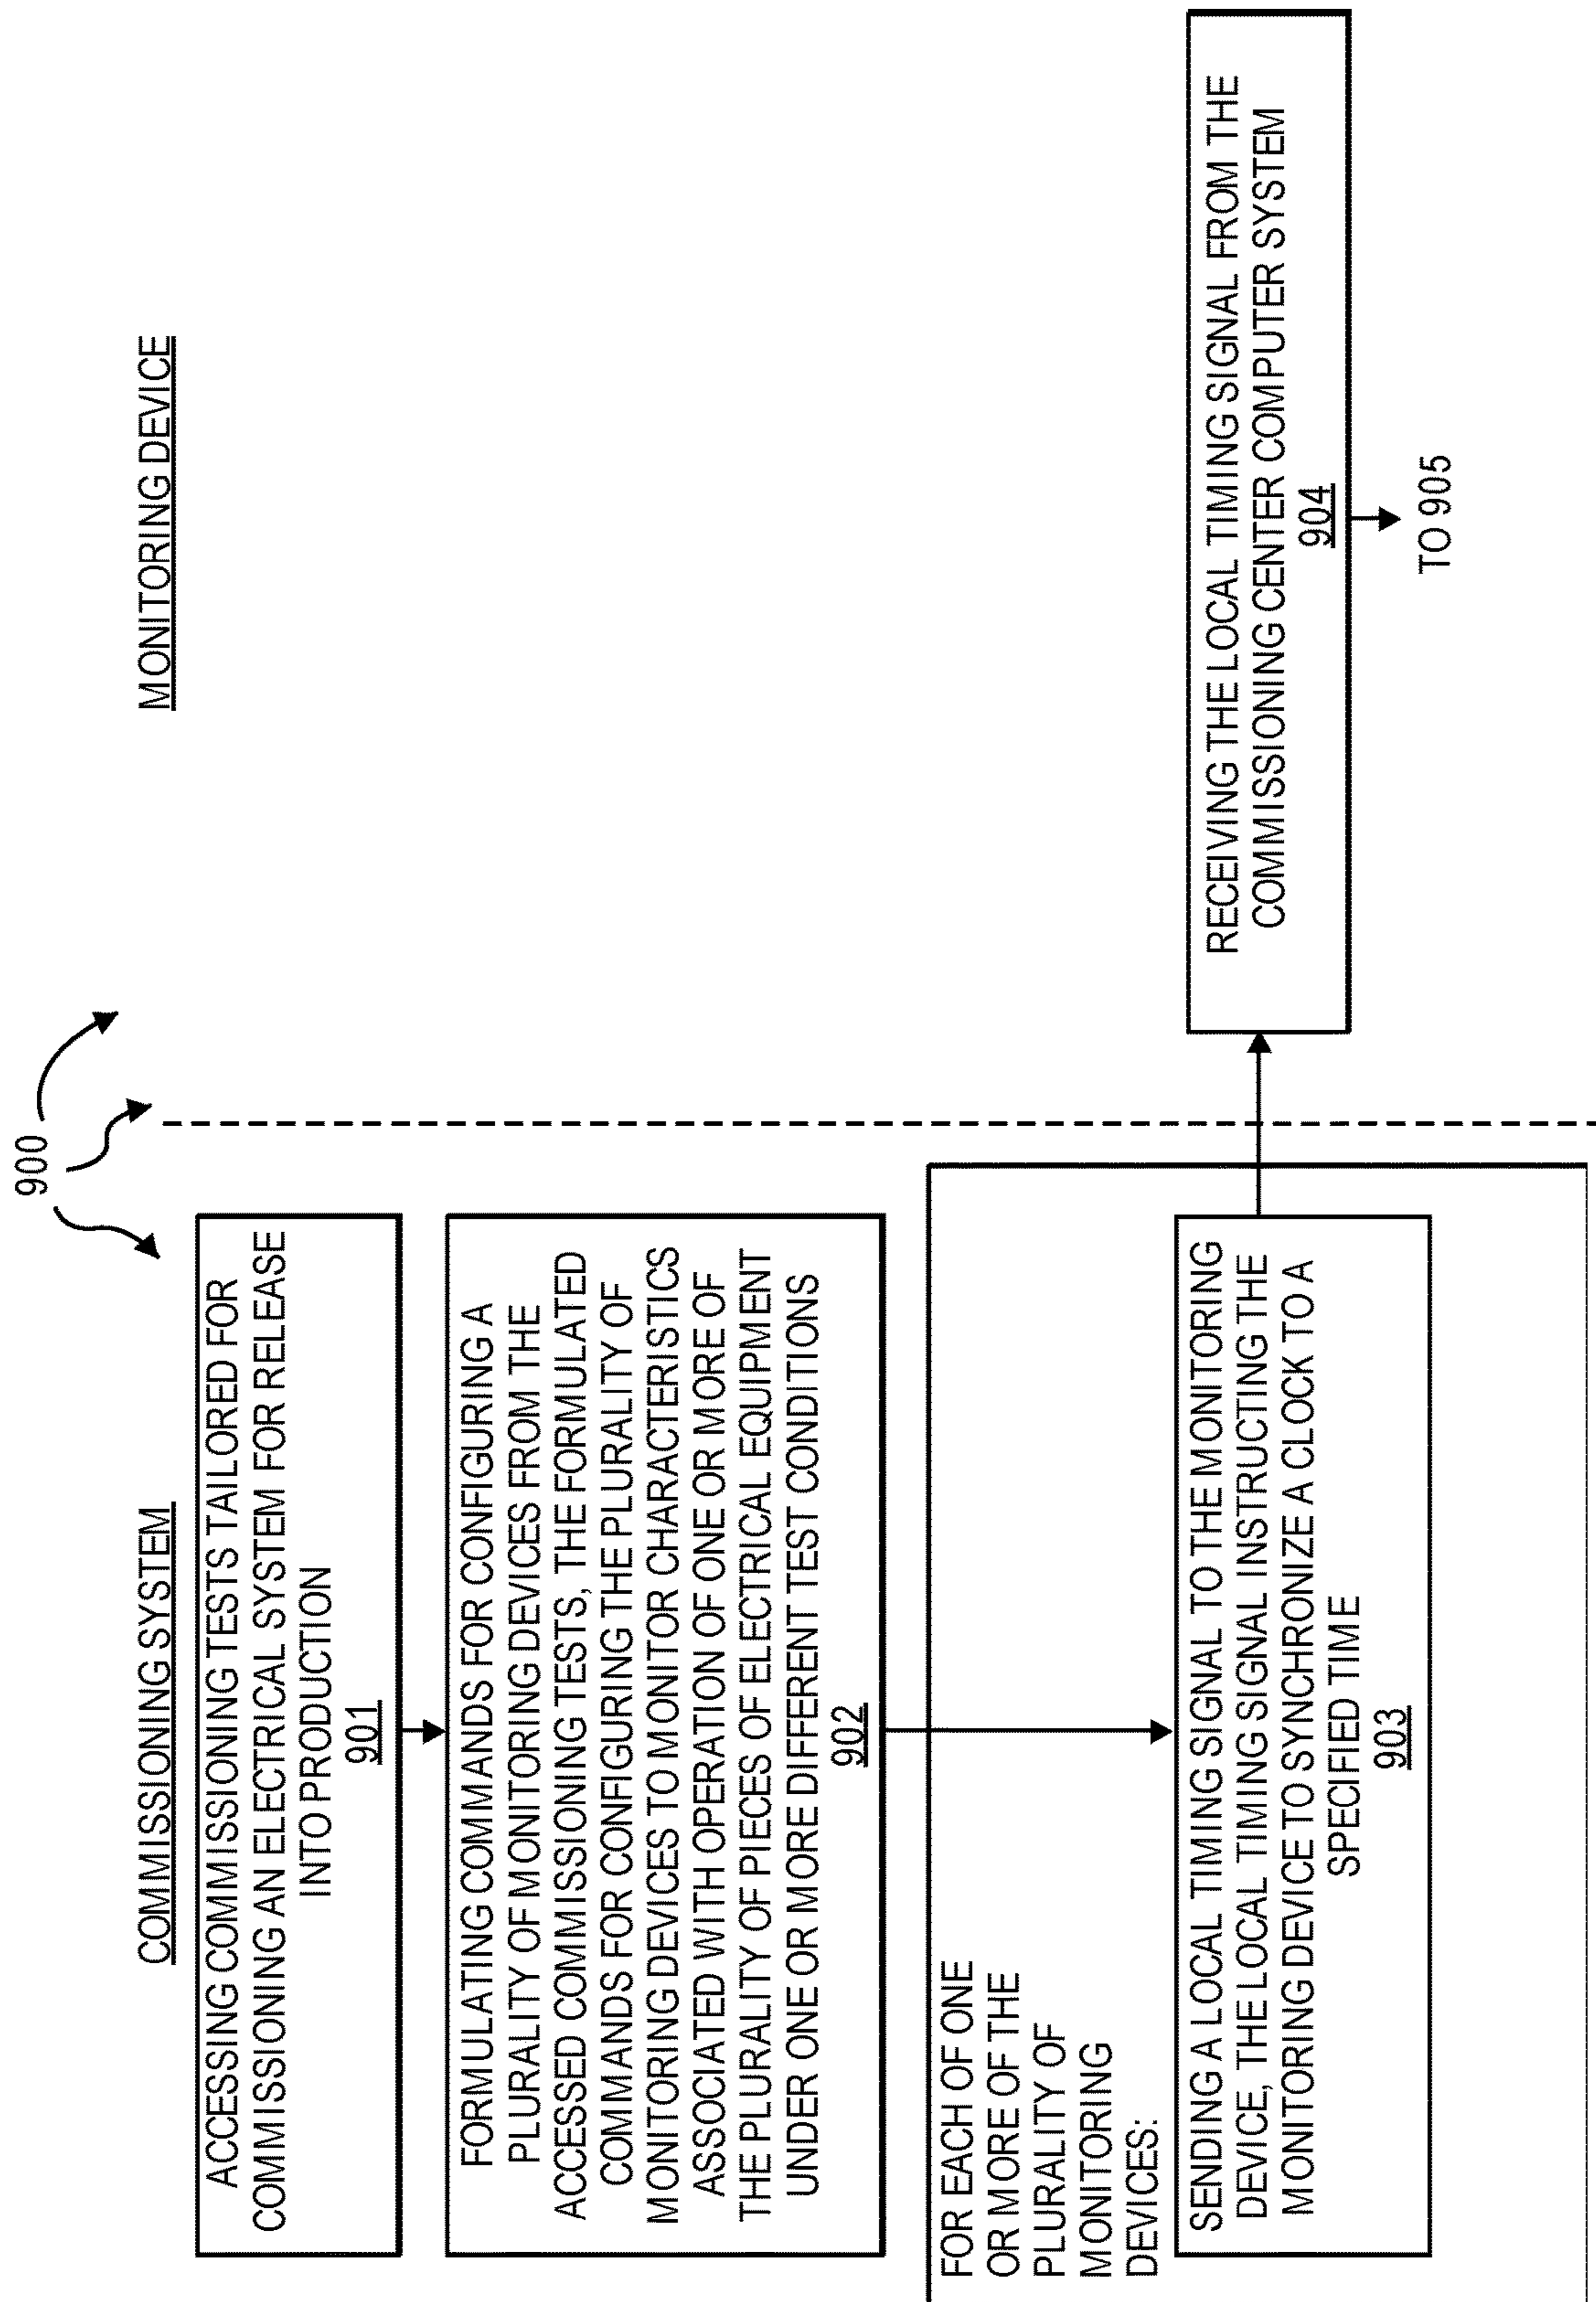 900
COMMISSIONING SYSTEM
MONITORING DEVICE
ACCESSING COMMISSIONING TESTS TAILORED FOR
COMMISSIONING AN ELECTRICAL SYSTEM FOR RELEASE
INTO PRODUCTION
901
FORMULATING COMMANDS FOR CONFIGURING A
PLURALITY OF MONITORING DEVICES FROM THE
ACCESSED COMMISSIONING TESTS, THE FORMULATED
COMMANDS FOR CONFIGURING THE PLURALITY OF
MONITORING DEVICES TO MONITOR CHARACTERISTICS
ASSOCIATED WITH OPERATION OF ONE OR MORE OF
THE PLURALITY OF PIECES OF ELECTRICAL EQUIPMENT
UNDER ONE OR MORE DIFFERENT TEST CONDITIONS
902
FOR EACH OF ONE
OR MORE OF THE
PLURALITY OF
MONITORING
DEVICES:
SENDING A LOCAL TIMING SIGNAL TO THE MONITORING
DEVICE, THE LOCAL TIMING SIGNAL INSTRUCTING THE
MONITORING DEVICE TO SYNCHRONIZE A CLOCK TO A
SPECIFIED TIME
903
RECEIVING THE LOCAL TIMING SIGNAL FROM THE
COMMISSIONING CENTER COMPUTER SYSTEM
904
TO 905